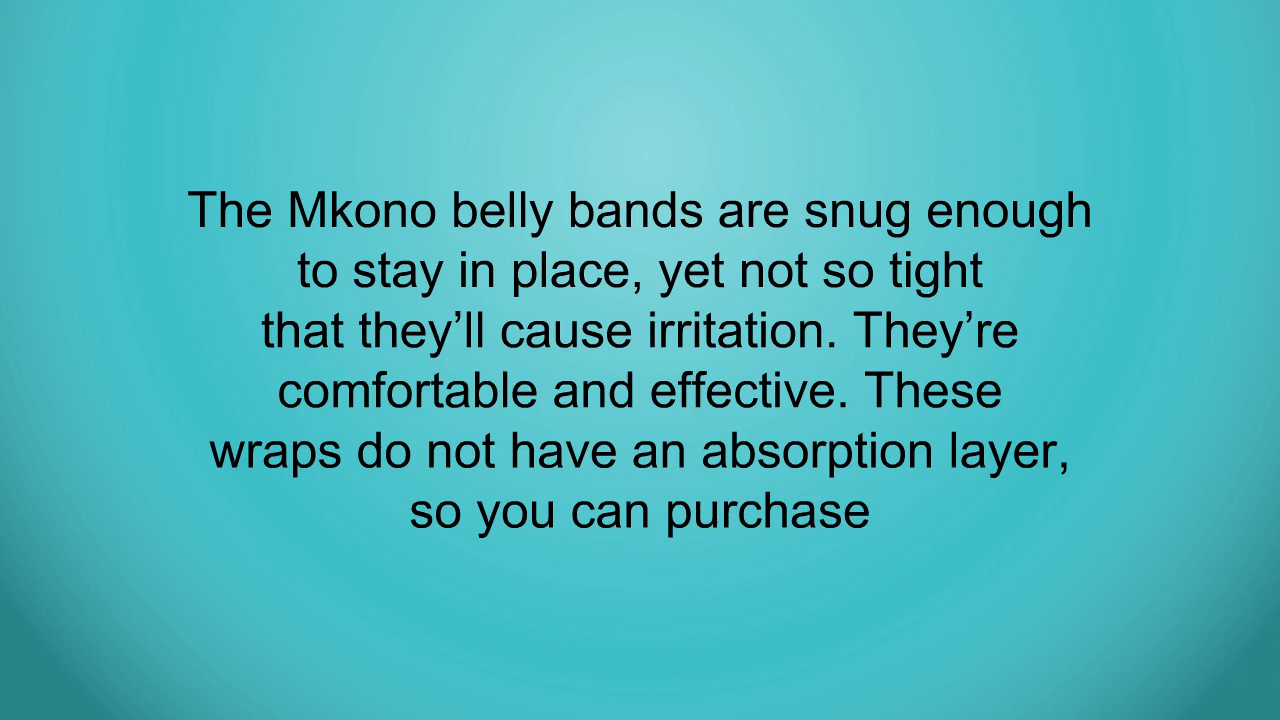 The Mkono belly bands are snug enough
to stay in place, yet not so tight
that they’ll cause irritation. They’re
comfortable and effective. These
wraps do not have an absorption layer,
so you can purchase